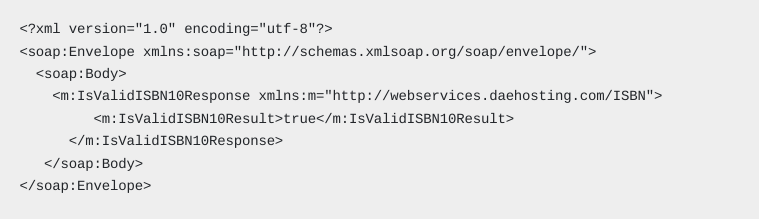 <?xml version="1.0" encoding="utf-8"?>
<soap:Envelope xmlns:soap="http://schemas.xmlsoap.org/soap/envelope/">
  <soap:Body>
    <m:IsValidISBN10Response xmlns:m="http://webservices.daehosting.com/ISBN">
         <m:IsValidISBN10Result>true</m:IsValidISBN10Result>
      </m:IsValidISBN10Response>
   </soap:Body>
</soap:Envelope>